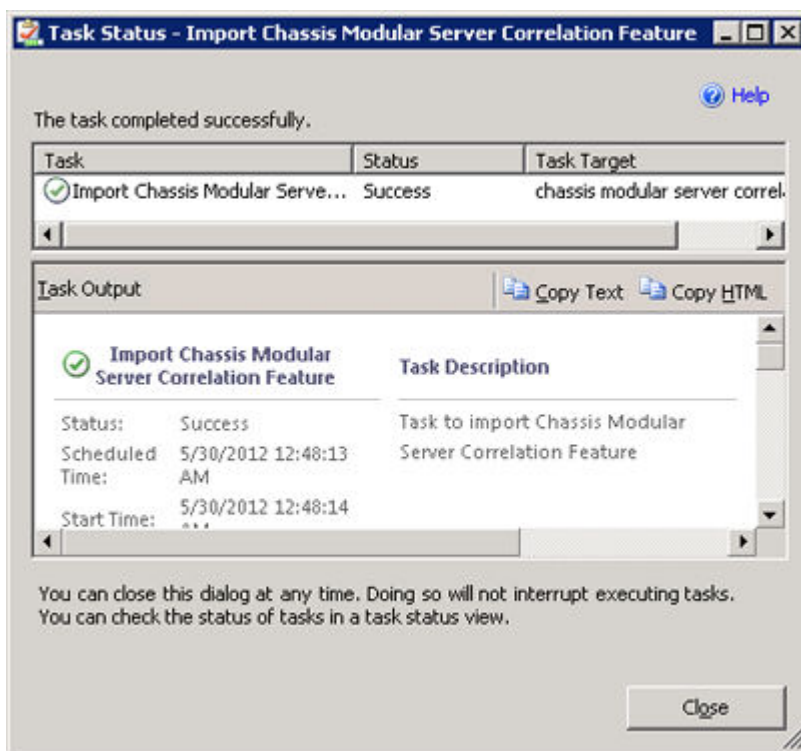 Task Status - Import Chassis Modular Server Correlation Feature
Help
The task completed successfully.
Task Status Task Target
Import Chassis Modular Serve... Success chassis modular server correl
Task Output Copy Text Copy HTML
Import Chassis Modular
Server Correlation Feature
Task Description
Status: Success
Scheduled Time: 5/30/2012 12:48:13 AM
Start Time: 5/30/2012 12:48:14
Task to import Chassis Modular
Server Correlation Feature
You can close this dialog at any time. Doing so will not interrupt executing tasks.
You can check the status of tasks in a task status view.
Close